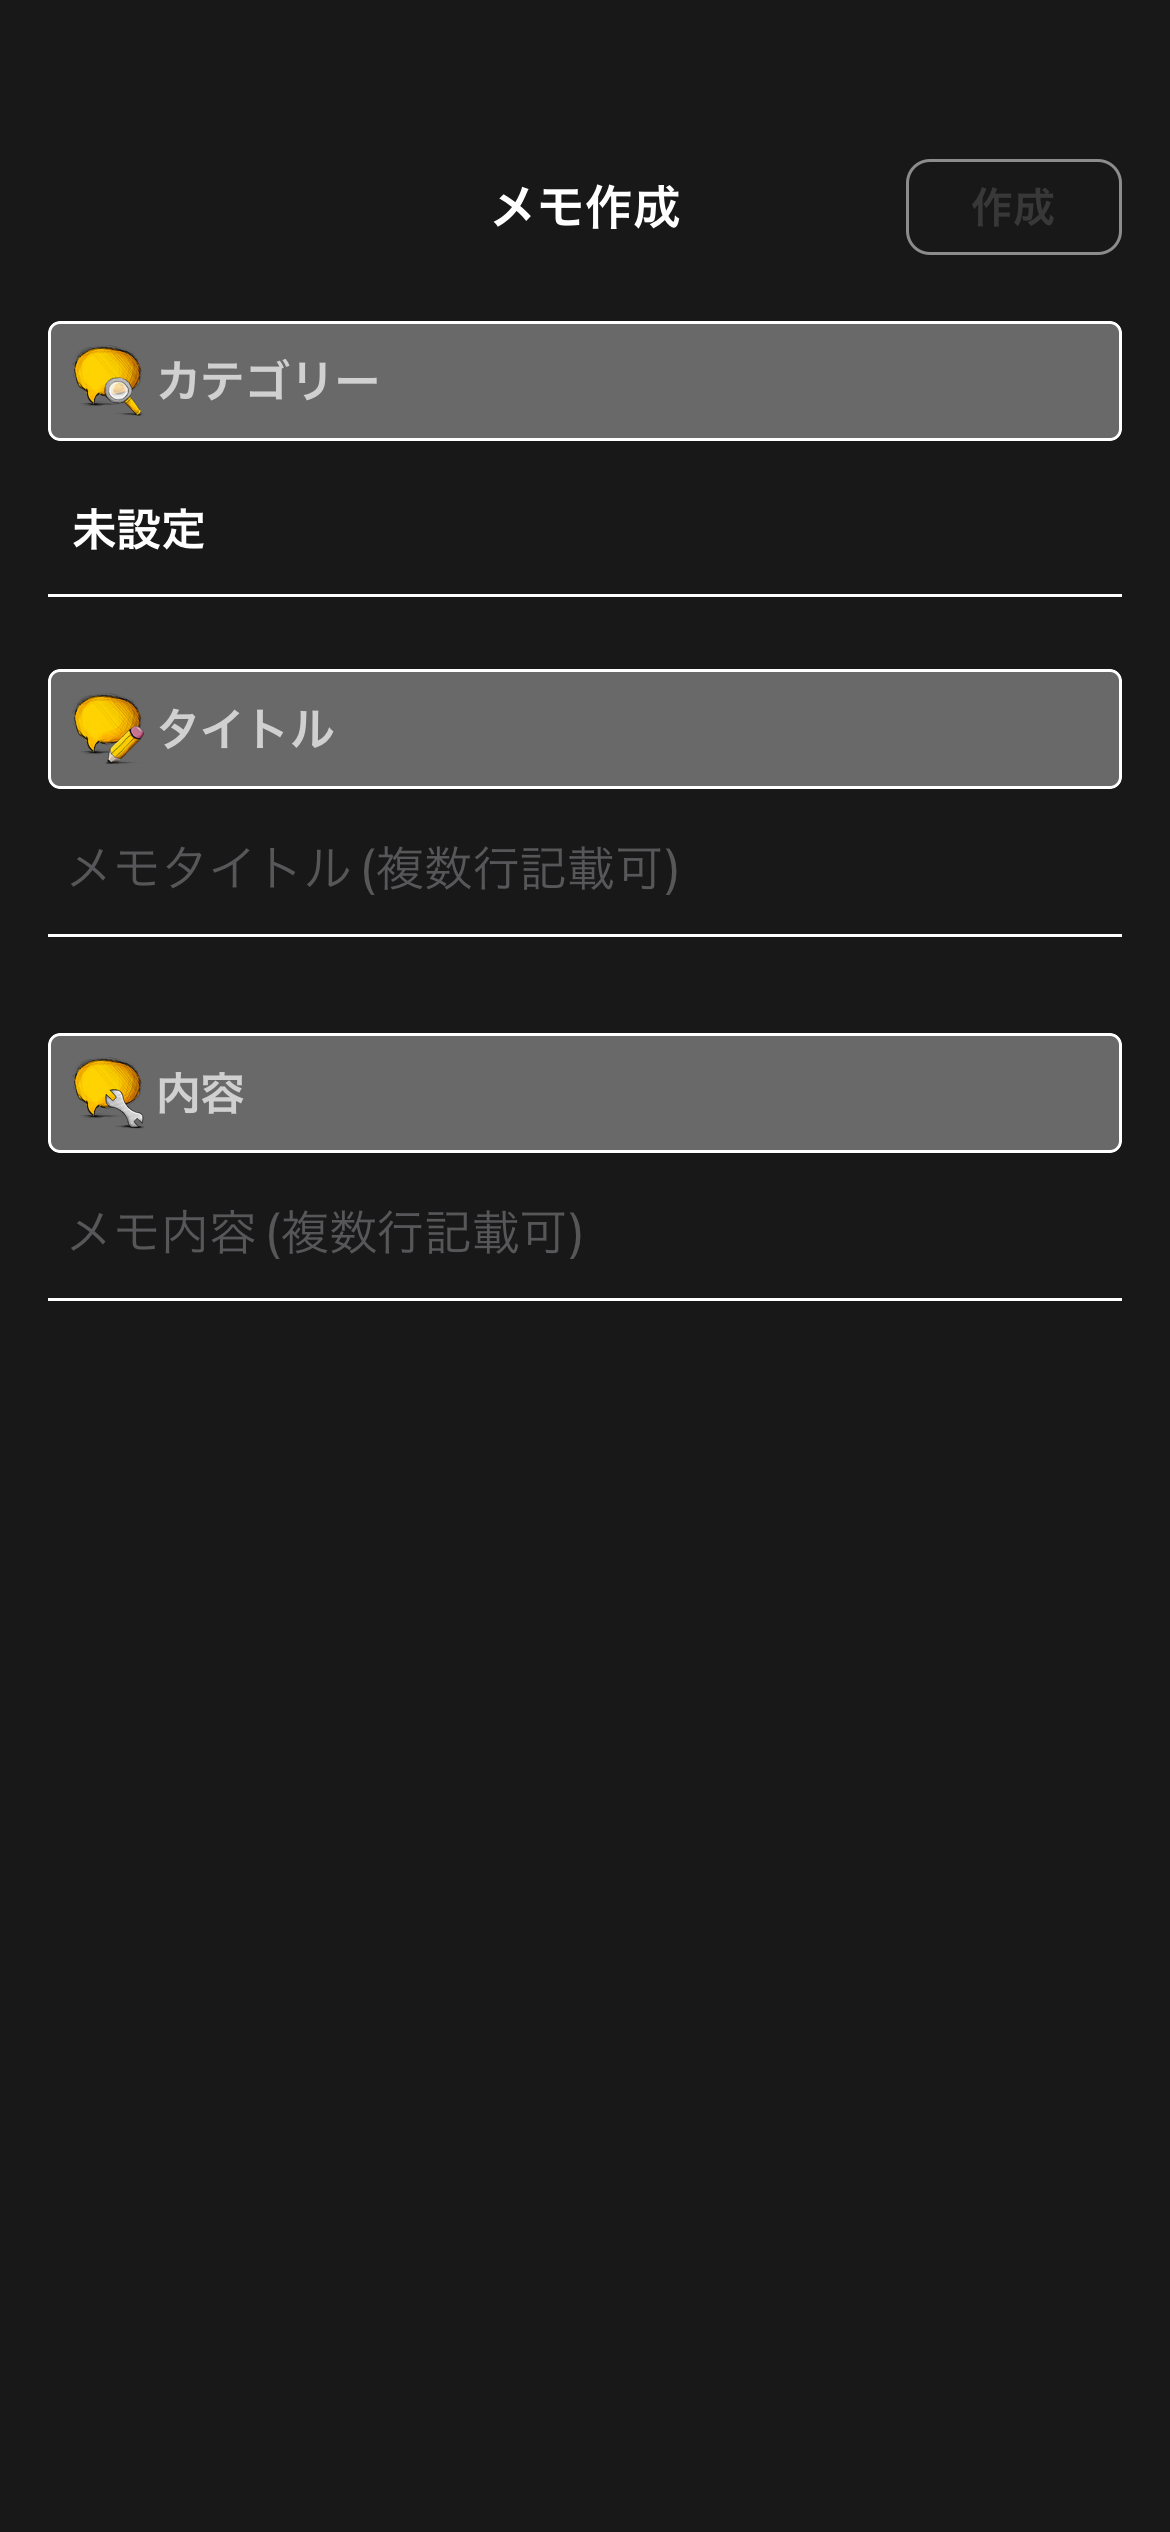 メモ作成
作成
カテゴリー
未設定
タイトル
メモタイトル (複数行記載可)
内容
メモ内容 (複数行記載可)